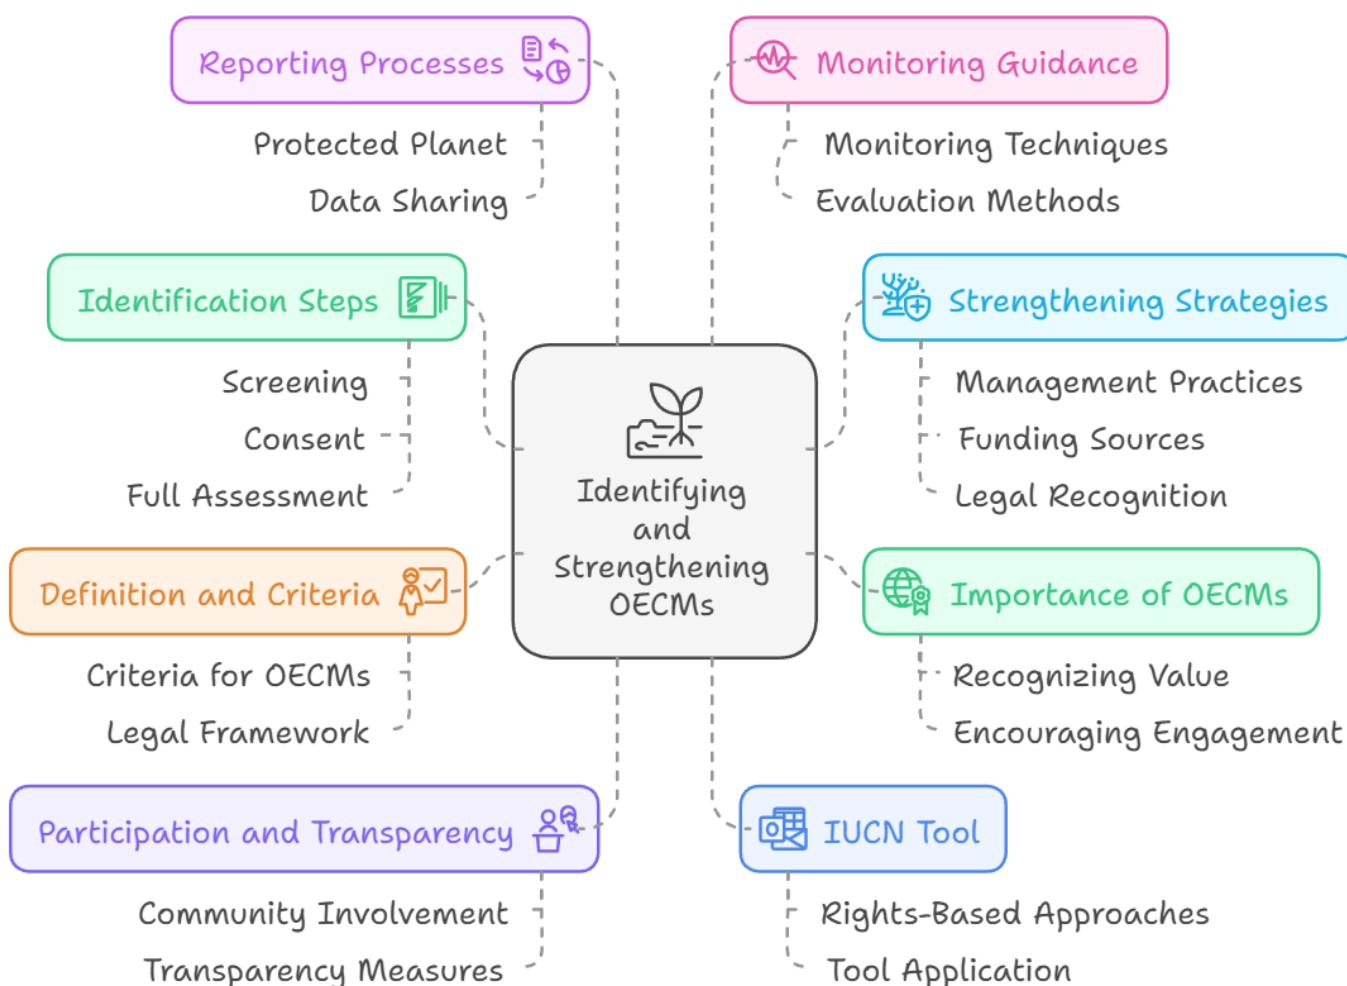 Reporting Processes
Protected Planet
Data Sharing
Monitoring Guidance
Monitoring Techniques
Evaluation Methods
Identification Steps
Screening
Consent
Full Assessment
Strengthening Strategies
Management Practices
Funding Sources
Legal Recognition
Identifying
and
Strengthening
OECMs
Definition and Criteria
Criteria for OECMs
Legal Framework
Importance of OECMs
Recognizing Value
Encouraging Engagement
Participation and Transparency
Community Involvement
Transparency Measures
IUCN Tool
Rights-Based Approaches
Tool Application